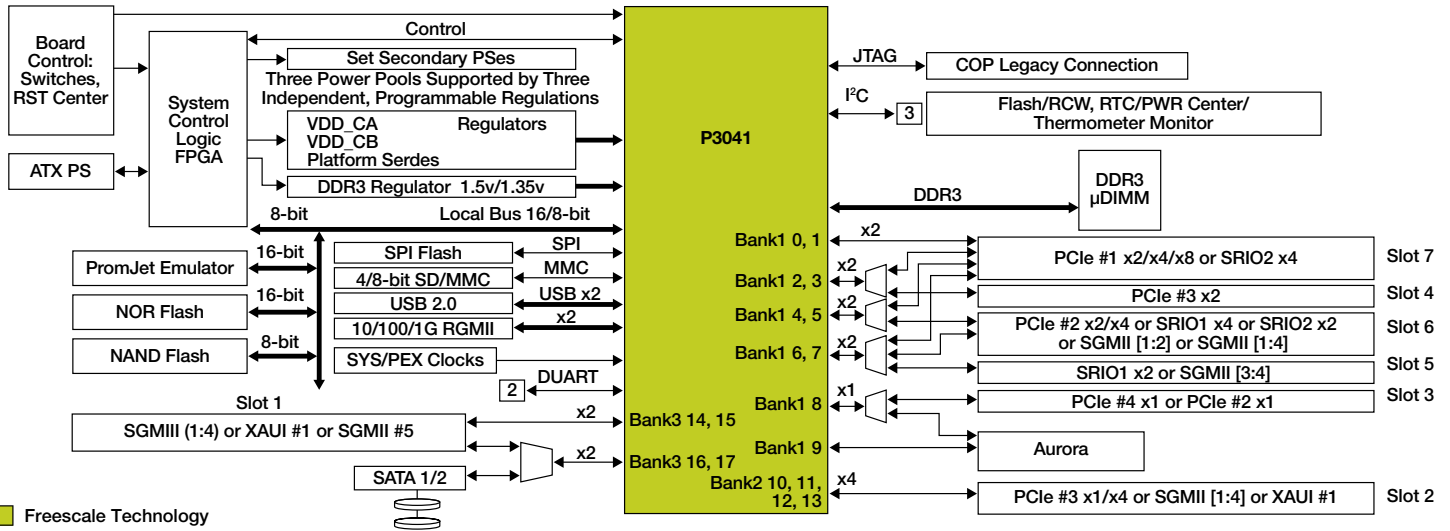 Board
Control:
Switches,
RST Center
ATX PS
System
Control
Logic
FPGA
Control
Set Secondary PSes
Three Power Pools Supported by Three
Independent, Programmable Regulations
VDD_CA Regulators
VDD_CB
Platform Serdes
DDR3 Regulator 1.5v/1.35v
8-bit
Local Bus 16/8-bit
16-bit
PromJet Emulator
16-bit
NOR Flash
8-bit
NAND Flash
SPI Flash
SPI
4/8-bit SD/MMC
MMC
USB 2.0
USB x2
10/100/1G RGMII
x2
SYS/PEX Clocks
2
DUART
Slot 1
SGMIII (1:4) or XAUI #1 or SGMII #5
x2
SATA 1/2
x2
P3041
Bank3 14, 15
Bank3 16, 17
Bank1 0, 1
Bank1 2, 3
Bank1 4, 5
Bank1 6, 7
Bank1 8
Bank1 9
Bank2 10, 11,
12, 13
JTAG
COP Legacy Connection
I²C
3
Flash/RCW, RTC/PWR Center/
Thermometer Monitor
DDR3
DDR3
µDIMM
x2
PCIe #1 x2/x4/x8 or SRIO2 x4
Slot 7
x2
PCIe #3 x2
Slot 4
x2
PCIe #2 x2/x4 or SRIO1 x4 or SRIO2 x2
or SGMII [1:2] or SGMII [1:4]
Slot 6
x2
SRIO1 x2 or SGMII [3:4]
Slot 5
x1
PCIe #4 x1 or PCIe #2 x1
Slot 3
Aurora
x4
PCIe #3 x1/x4 or SGMII [1:4] or XAUI #1
Slot 2
Freescale Technology